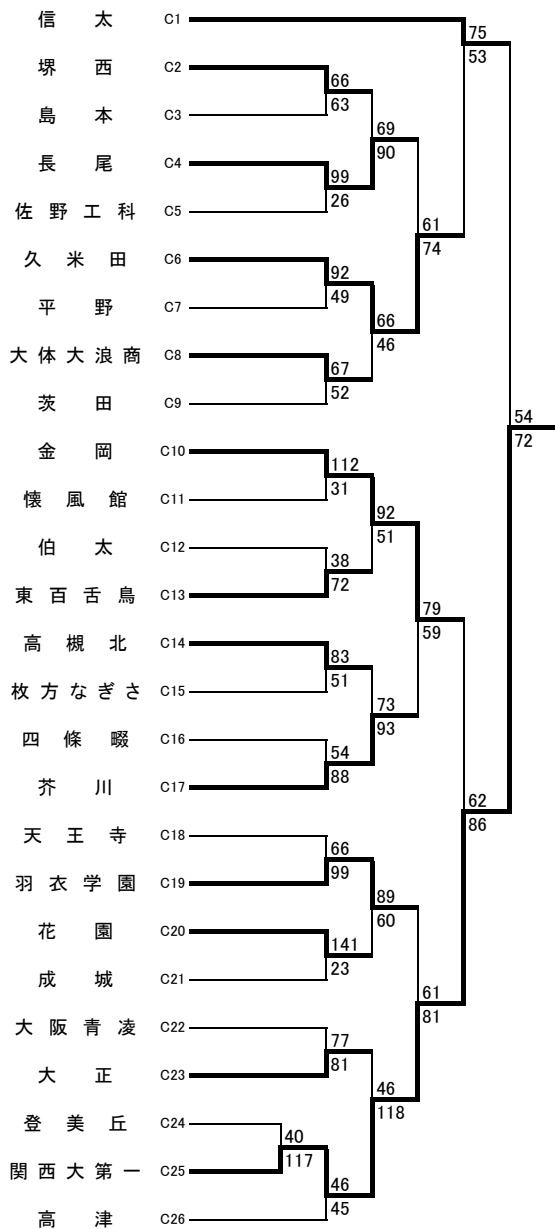 信太 C1
75
53
堺西 C2
66
63
島本 C3
69
90
長尾 C4
99
26
佐野工科 C5
61
74
久米田 C6
92
49
平野 C7
66
46
大体大浪商 C8
67
52
茨田 C9
54
72
金岡 C10
112
31
懐風館 C11
92
51
伯太 C12
38
72
東百舌鳥 C13
79
59
高槻北 C14
83
51
枚方なぎさ C15
73
93
四條畷 C16
54
88
芥川 C17
62
86
天王寺 C18
66
99
羽衣学園 C19
89
60
花園 C20
141
23
成城 C21
61
81
大阪青凌 C22
77
81
大正 C23
46
118
登美丘 C24
40
117
関西大第一 C25
46
45
高津 C26